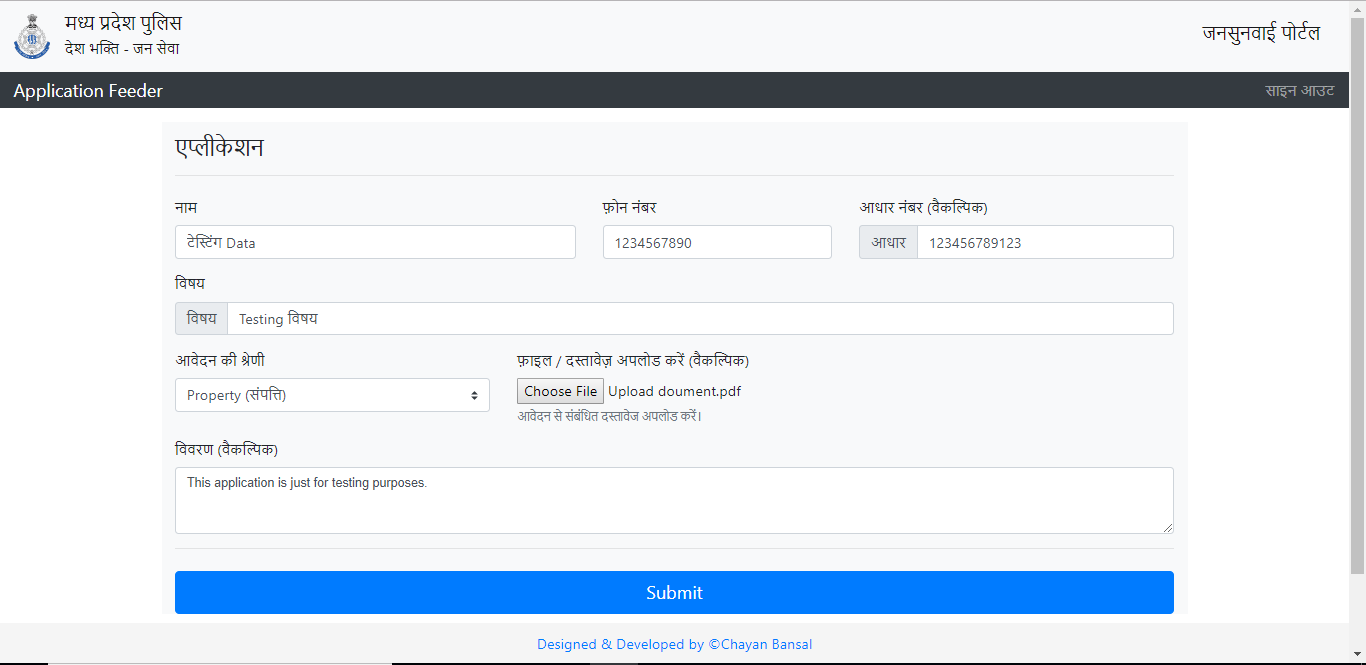 मध्य प्रदेश पुलिस
देश भक्ति - जन सेवा
जनसुनवाई पोर्टल
Application Feeder
साइन आउट
एप्लीकेशन
नाम
फ़ोन नंबर
आधार नंबर (वैकल्पिक)
टेस्टिंग Data
1234567890
आधार
123456789123
विषय
विषय
Testing विषय
आवेदन की श्रेणी
फ़ाइल / दस्तावेज़ अपलोड करें (वैकल्पिक)
Property (संपत्ति)
Choose File Upload doument.pdf
आवेदन से संबंधित दस्तावेज अपलोड करें।
विवरण (वैकल्पिक)
This application is just for testing purposes.
Submit
Designed & Developed by ©Chayan Bansal